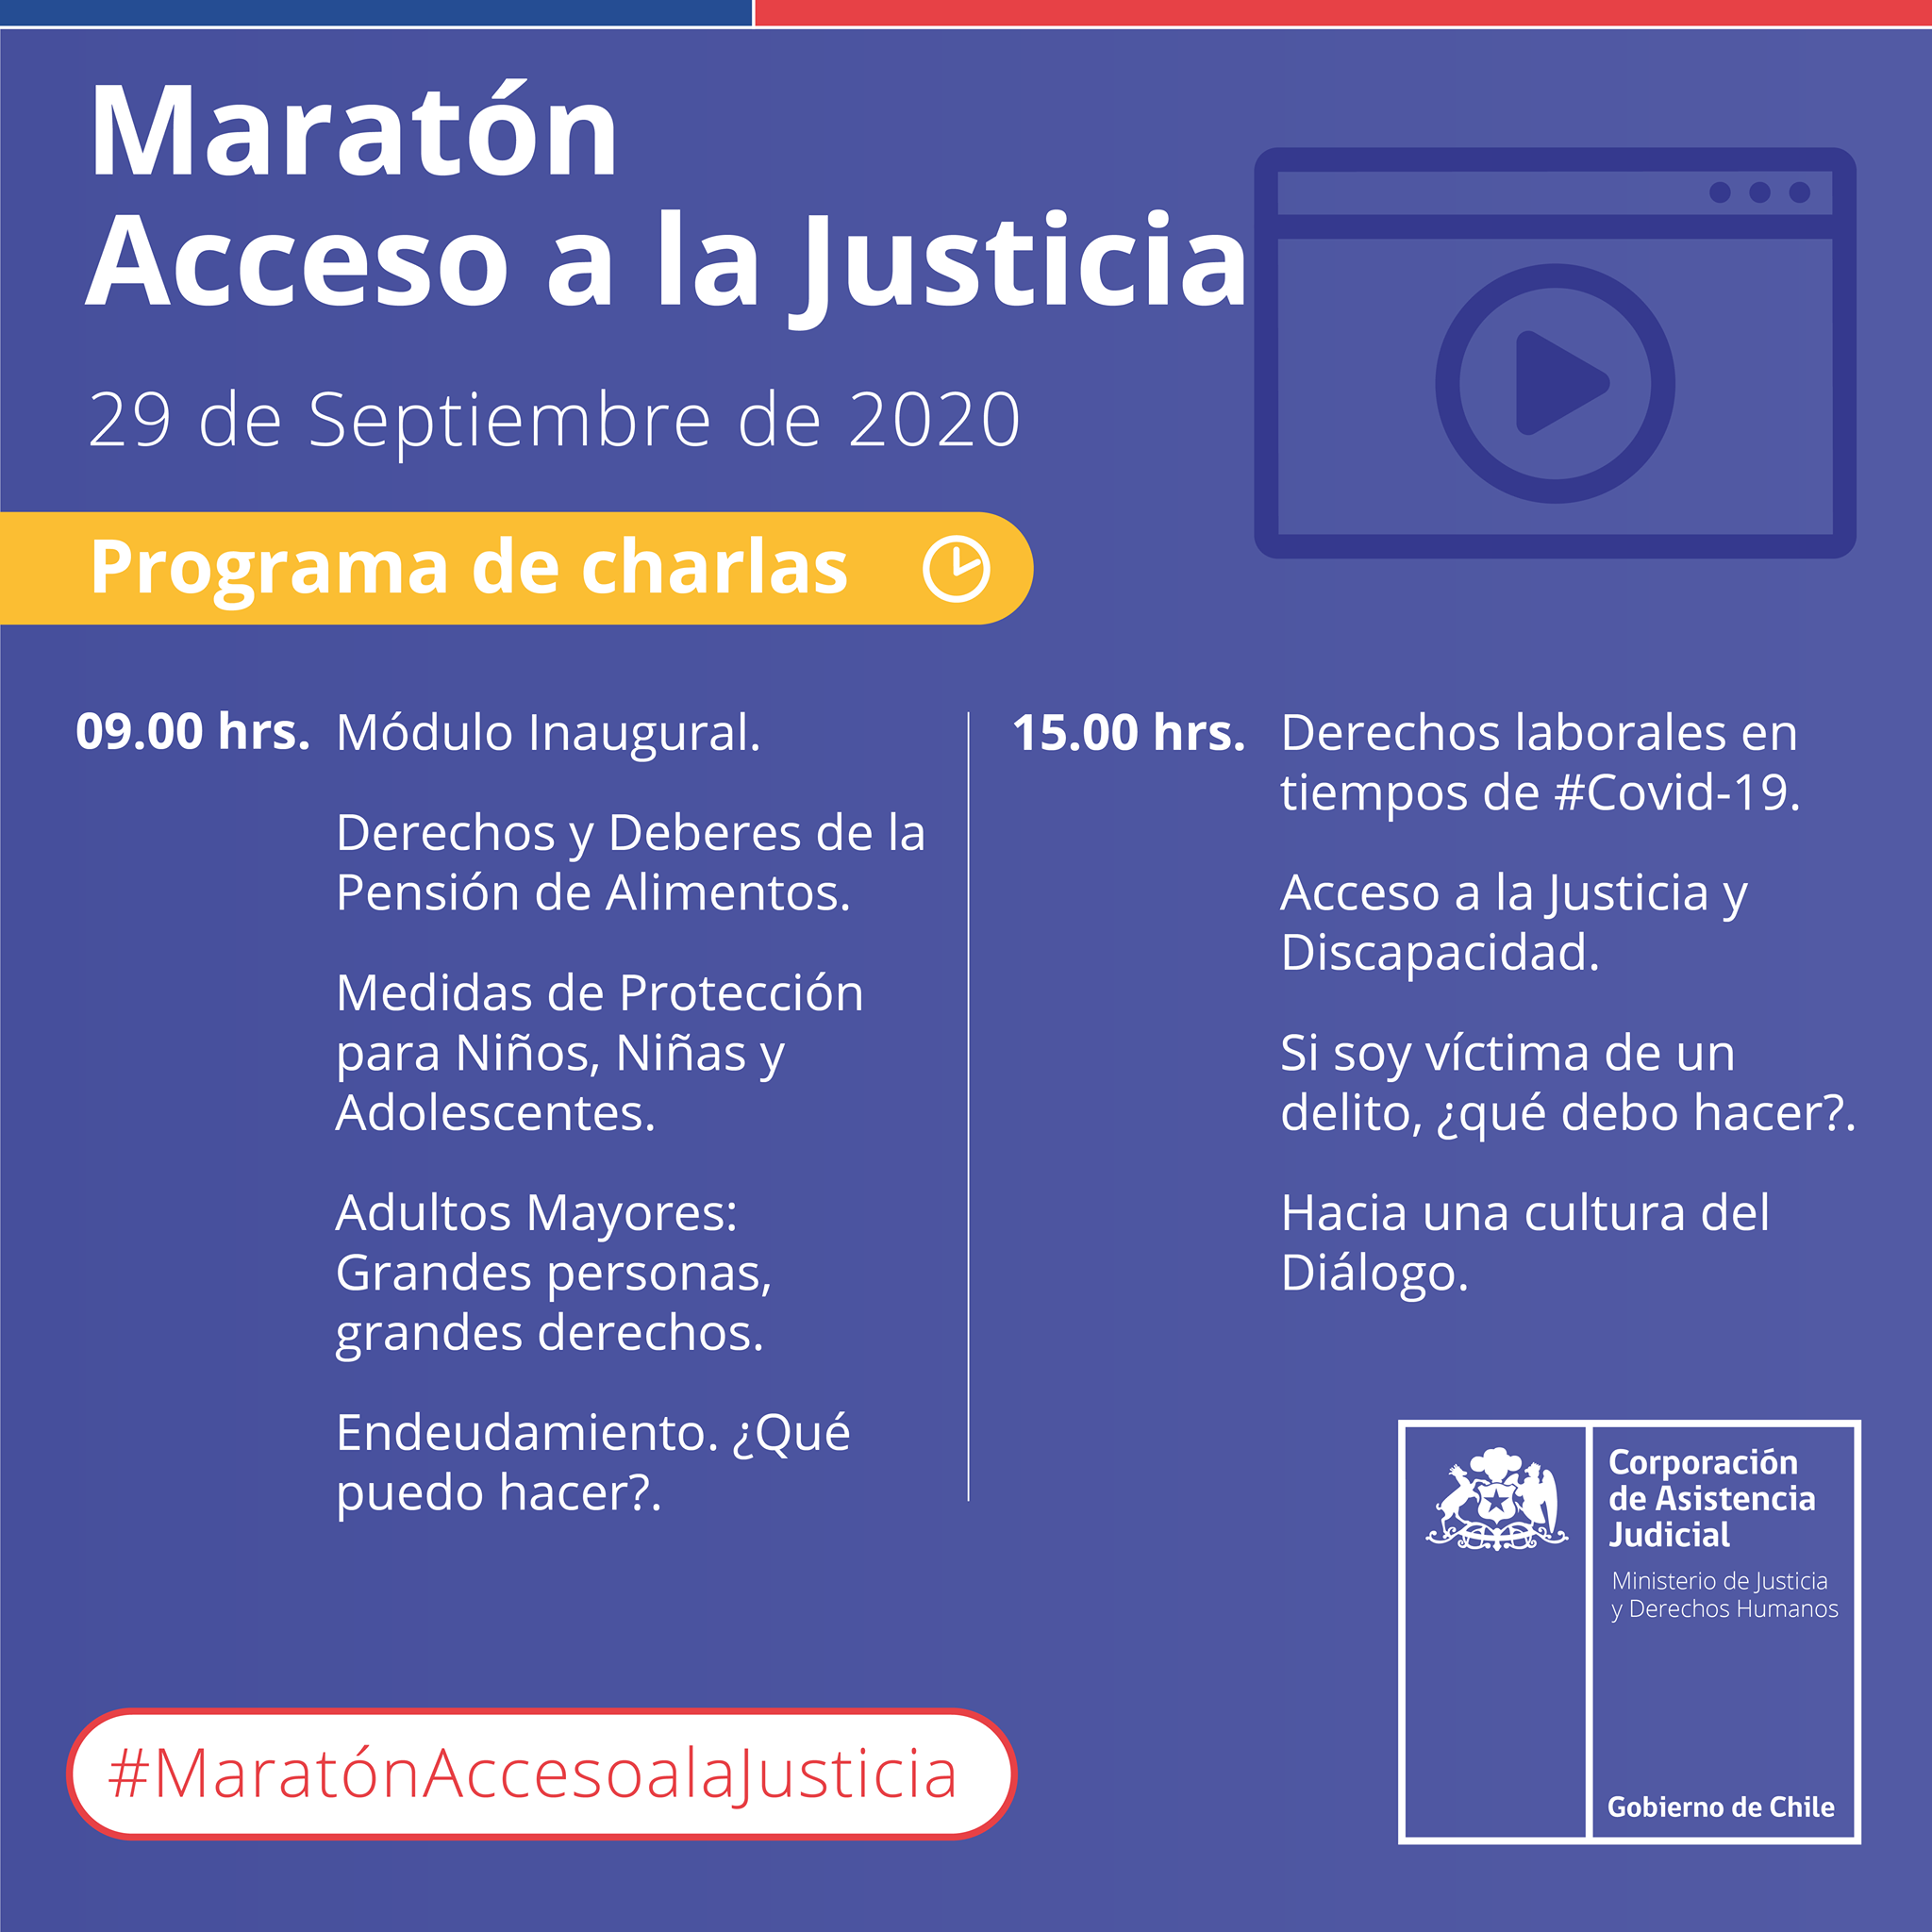 Maratón
Acceso a la Justicia
29 de Septiembre de 2020
Programa de charlas
09.00 hrs. Módulo Inaugural.
Derechos y Deberes de la
Pensión de Alimentos.
Medidas de Protección
para Niños, Niñas y
Adolescentes.
Adultos Mayores:
Grandes personas,
grandes derechos.
Endeudamiento. ¿Qué
puedo hacer?.
15.00 hrs. Derechos laborales en
tiempos de #Covid-19.
Acceso a la Justicia y
Discapacidad.
Si soy víctima de un
delito, ¿qué debo hacer?.
Hacia una cultura del
Diálogo.
#MaratónAccesoalaJusticia
Corporación
de Asistencia
Judicial
Ministerio de Justicia
y Derechos Humanos
Gobierno de Chile